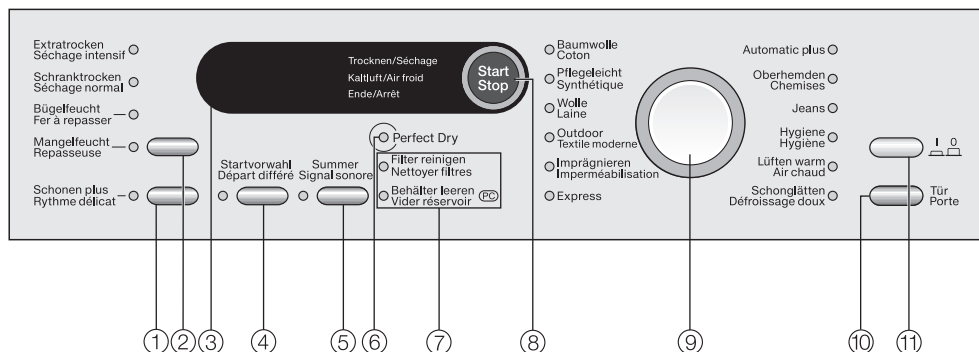 Extratrocken
Séchage intensif
Schranktrocken
Séchage normal
Bügelfeucht
Fer à repasser
Mangelfeucht
Repasseuse
Schonen plus
Rythme délicat
Trocknen/Séchage
Kaltluft/Air froid
Ende/Arrêt
Start
Stop
Perfect Dry
Startvorwahl
Départ différé
Summer
Signal sonore
Filter reinigen
Nettoyer filtres
Behälter leeren
Vider réservoir
PC
Baumwolle
Coton
Pflegeleicht
Synthétique
Wolle
Laine
Outdoor
Textile moderne
Imprägnieren
Imperméabilisation
Express
Automatic plus
Oberhemden
Chemises
Jeans
Hygiene
Hygiène
Lüften warm
Air chaud
Schonglätten
Défroissage doux
I 0
Tür
Porte
1 2 3 4 5 6 7 8 9 10 11